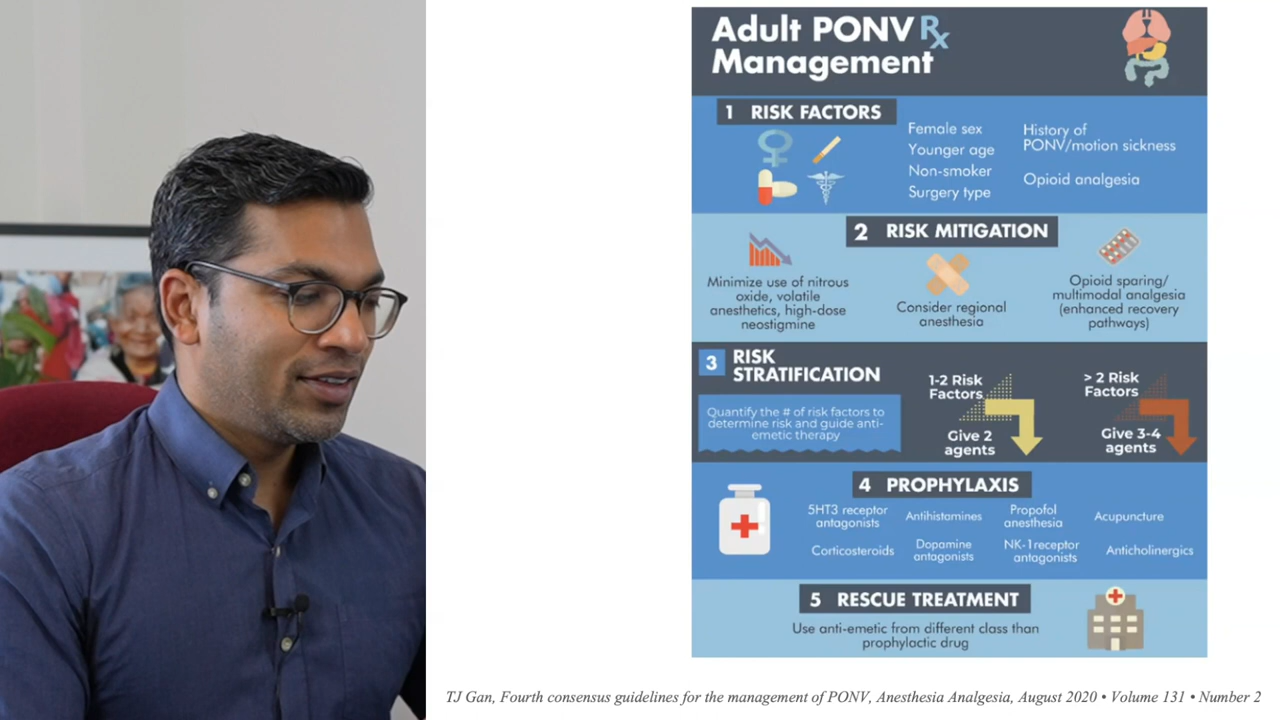 Adult PONV Rx
Management
1 RISK FACTORS
Female sex
Younger age
Non-smoker
Surgery type
History of
PONV/motion sickness
Opioid analgesia
2 RISK MITIGATION
Minimize use of nitrous
oxide, volatile
anesthetics, high-dose
neostigmine
Consider regional
anesthesia
Opioid sparing/
multimodal analgesia
(enhanced recovery
pathways)
3 RISK
STRATIFICATION
Quantify the # of risk factors to
determine risk and guide anti-
emetic therapy
1-2 Risk
Factors
Give 2
agents
> 2 Risk
Factors
Give 3-4
agents
4 PROPHYLAXIS
5HT3 receptor
antagonists
Antihistamines
Propofol
anesthesia
Acupuncture
Corticosteroids
Dopamine
antagonists
NK-1receptor
antagonists
Anticholinergics
5 RESCUE TREATMENT
Use anti-emetic from different class than
prophylactic drug
TJ Gan, Fourth consensus guidelines for the management of PONV, Anesthesia Analgesia, August 2020 • Volume 131 • Number 2